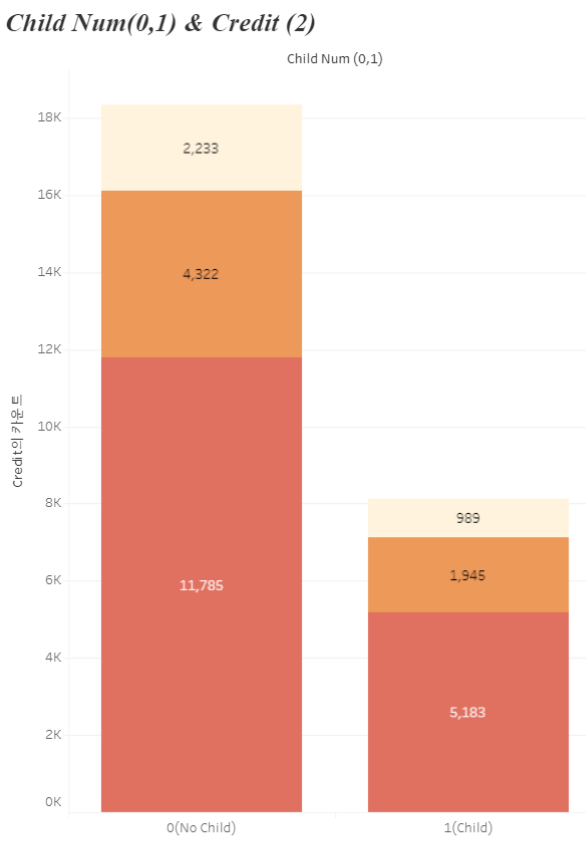 Child Num(0,1) & Credit (2)
Child Num (0,1)
18K
2,233
16K
14K
4,322
12K
10K
Credit의 카운트
8K
989
6K
1,945
11,785
4K
5,183
2K
0K
0(No Child)
1(Child)